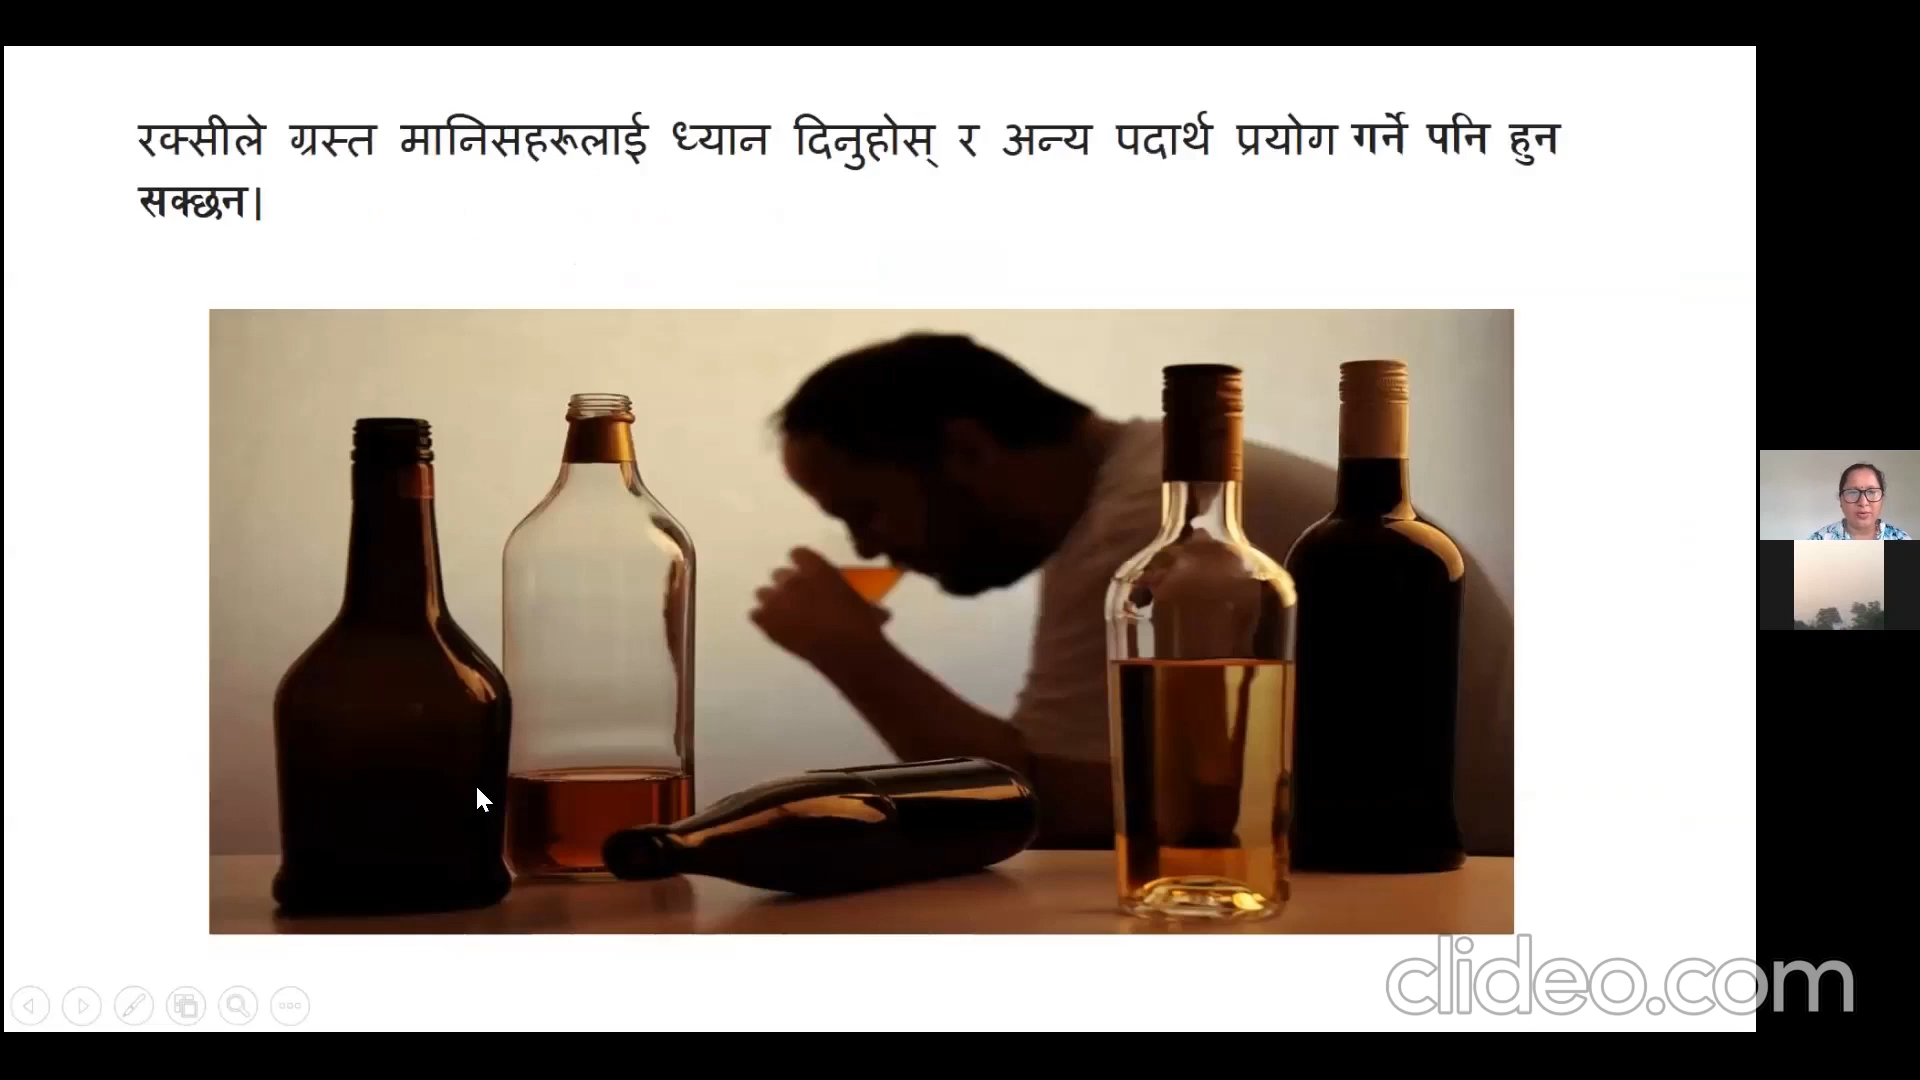 रक्सीले ग्रस्त मानिसहरूलाई ध्यान दिनुहोस् र अन्य पदार्थ प्रयोग गर्ने पनि हुन
सक्छन।
clideo.com